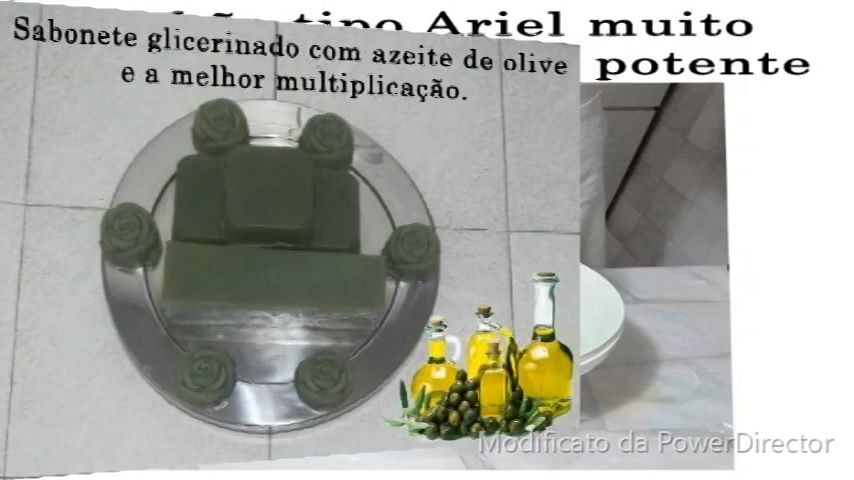 tipo Ariel muito
potente
Sabonete glicerinado com azeite de olive
e a melhor multiplicação.
Modificato da PowerDirector